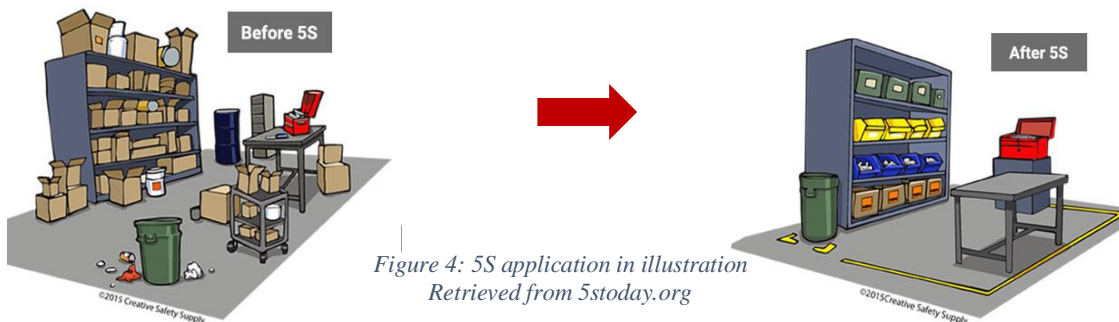 Before 5S
After 5S
Figure 4: 5S application in illustration
Retrieved from 5stoday.org
©2015 Creative Safety Supply
©2015Creative Safety Supply